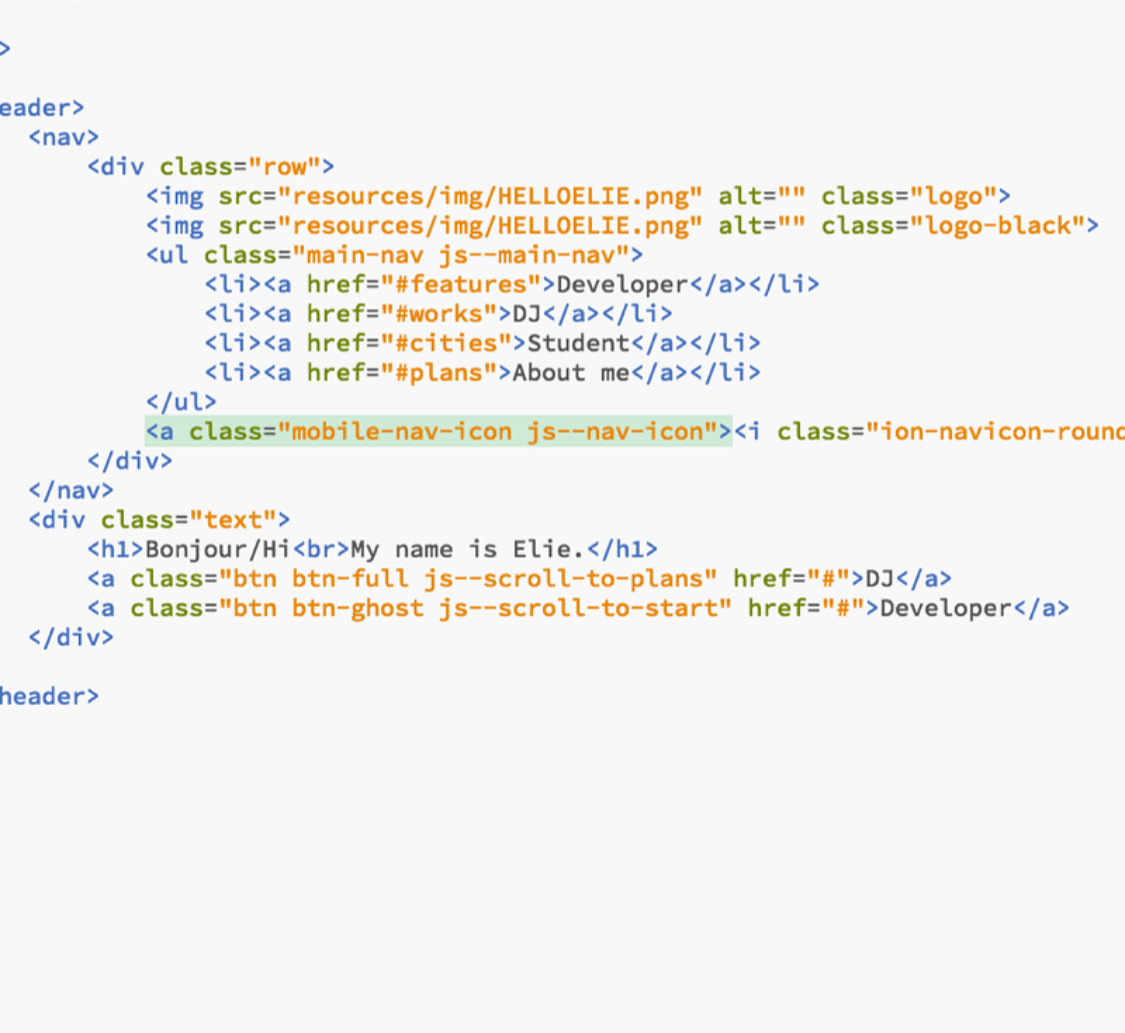 >
eader>
<nav>
<div class="row">
<img src="resources/img/HELLOELIE.png" alt="" class="logo">
<img src="resources/img/HELLOELIE.png" alt="" class="logo-black">
<ul class="main-nav js--main-nav">
<li><a href="#features">Developer</a></li>
<li><a href="#works">DJ</a></li>
<li><a href="#cities">Student</a></li>
<li><a href="#plans">About me</a></li>
</ul>
<a class="mobile-nav-icon js--nav-icon"><i class="ion-navicon-round
</div>
</nav>
<div class="text">
<h1>Bonjour/Hi<br>My name is Elie.</h1>
<a class="btn btn-full js--scroll-to-plans" href="#">DJ</a>
<a class="btn btn-ghost js--scroll-to-start" href="#">Developer</a>
</div>
header>